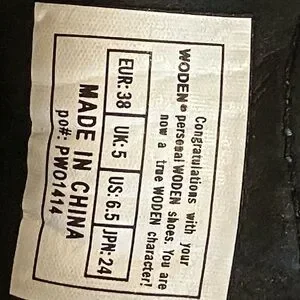 Congratulations with your
WODEN® personal WODEN shoes. You are
now a true WODEN character!
EUR: 38 UK: 5 US: 6.5 JPN: 24
MADE IN CHINA
po#: PW01414